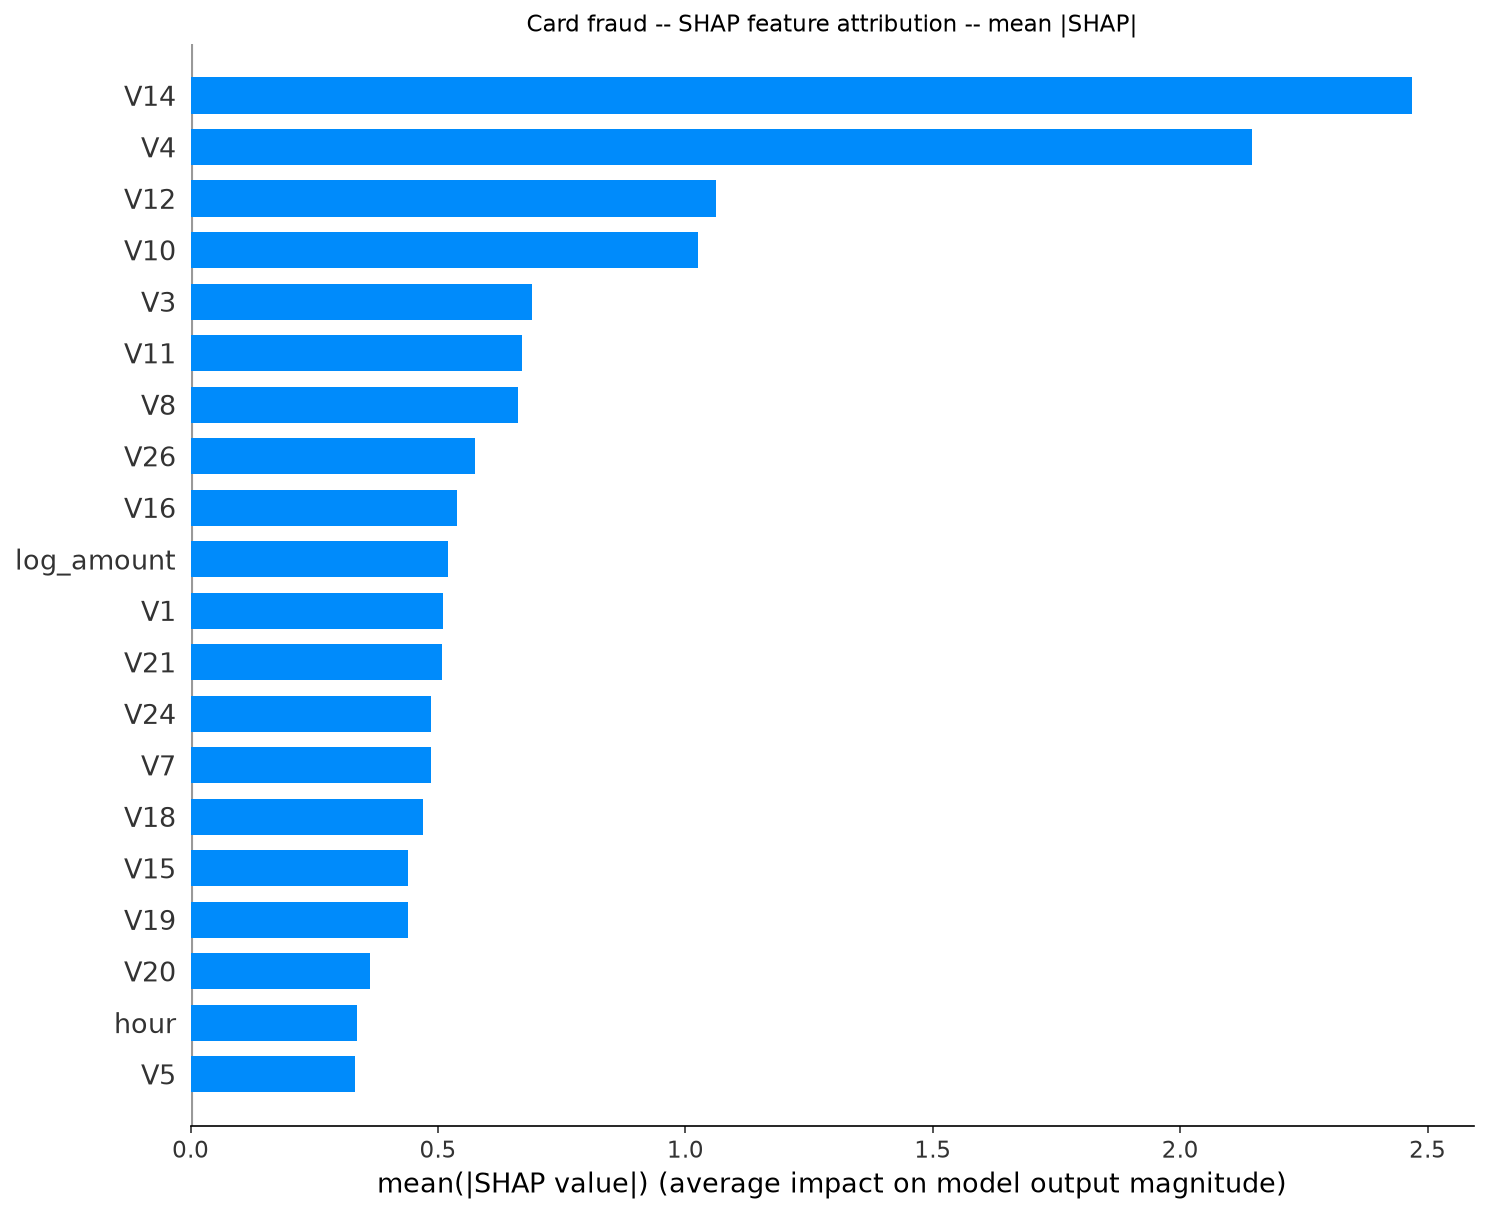 Card fraud -- SHAP feature attribution -- mean |SHAP|
V14
V4
V12
V10
V3
V11
V8
V26
V16
log_amount
V1
V21
V24
V7
V18
V15
V19
V20
hour
V5
0.0 0.5 1.0 1.5 2.0 2.5
mean(|SHAP value|) (average impact on model output magnitude)